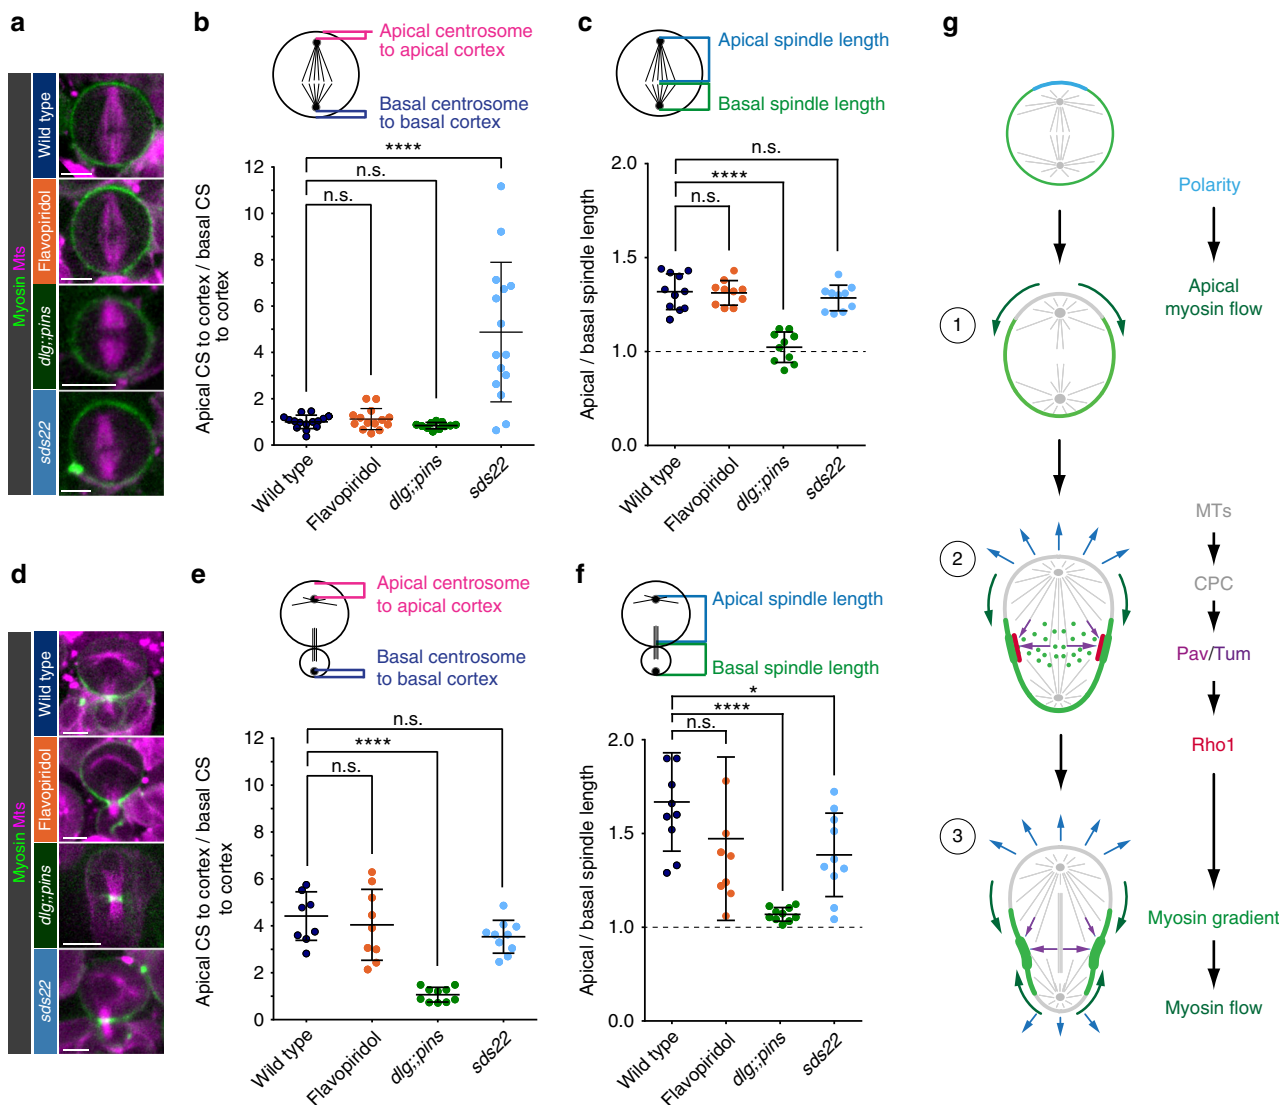 a
Myosin Mts
Wild type
Flavopiridol
dlg;;pins
sds22
b
Apical centrosome
to apical cortex
Basal centrosome
to basal cortex
Apical CS to cortex / basal CS
to cortex
12
10
8
6
4
2
0
n.s.
n.s.
****
Wild type
Flavopiridol
dlg;;pins
sds22
c
Apical spindle length
Basal spindle length
Apical / basal spindle length
2.0
1.5
1.0
0.0
n.s.
****
n.s.
Wild type
Flavopiridol
dlg;;pins
sds22
d
Myosin Mts
Wild type
Flavopiridol
dlg;;pins
sds22
e
Apical centrosome
to apical cortex
Basal centrosome
to basal cortex
Apical CS to cortex / basal CS
to cortex
12
10
8
6
4
2
0
n.s.
****
n.s.
Wild type
Flavopiridol
dlg;;pins
sds22
f
Apical spindle length
Basal spindle length
Apical / basal spindle length
2.0
1.5
1.0
0.0
*
****
n.s.
Wild type
Flavopiridol
dlg;;pins
sds22
g
Polarity
Apical
myosin flow
1
2
MTs
CPC
Pav/Tum
Rho1
3
Myosin gradient
Myosin flow